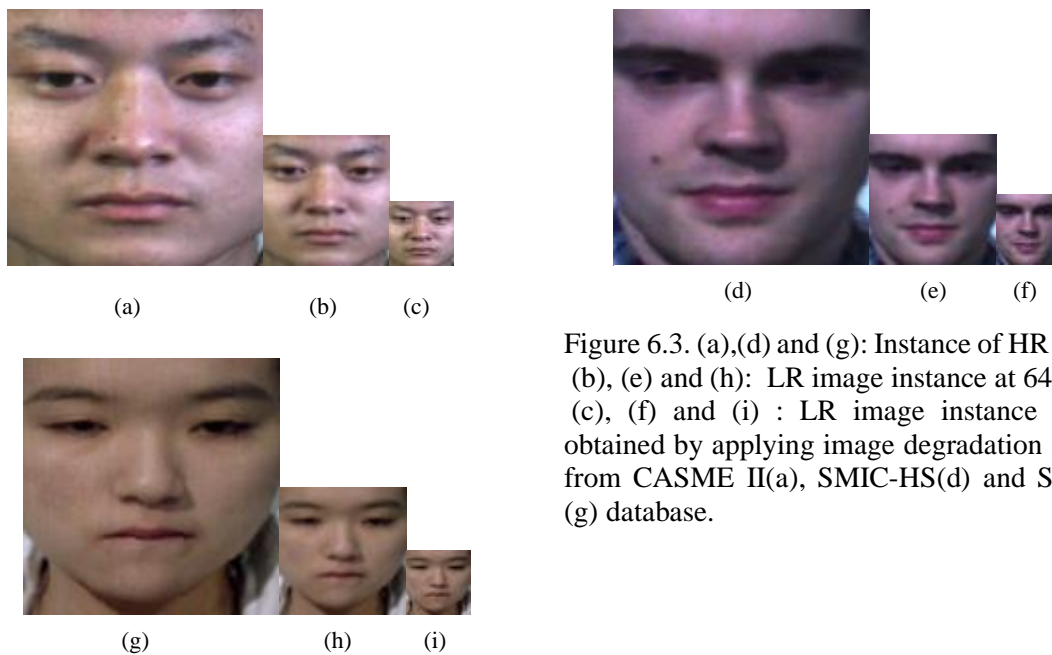 (a) (b) (c)
(d) (e) (f)
Figure 6.3. (a),(d) and (g): Instance of HR
(b), (e) and (h): LR image instance at 64
(c), (f) and (i) : LR image instance
obtained by applying image degradation
from CASME II(a), SMIC-HS(d) and S
(g) database.
(g) (h) (i)